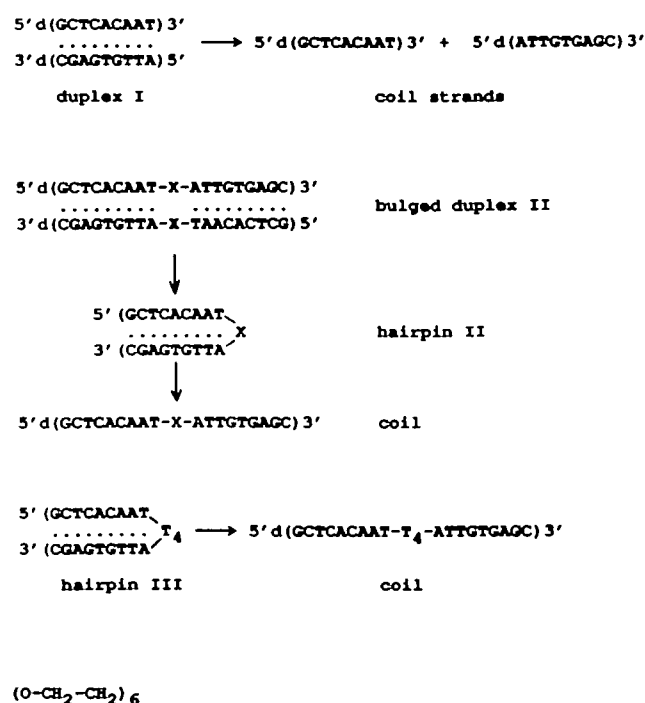 5'd(GCTCACAAT)3'
.........
3'd(CGAGTGTTA)5'
5'd(GCTCACAAT)3' + 5'd(ATTGTGAGC)3'
duplex I
coil strands
5'd(GCTCACAAT-X-ATTGTGAGC)3'
......... .........
3'd(CGAGTGTTA-X-TAACACTCG)5'
bulged duplex II
5'(GCTCACAAT
.........
X
3'(CGAGTGTTA
hairpin II
5'd(GCTCACAAT-X-ATTGTGAGC)3' coil
5'(GCTCACAAT
.........
T4
3'(CGAGTGTTA
5'd(GCTCACAAT-T4-ATTGTGAGC)3'
hairpin III
coil
(O-CH2-CH2)6